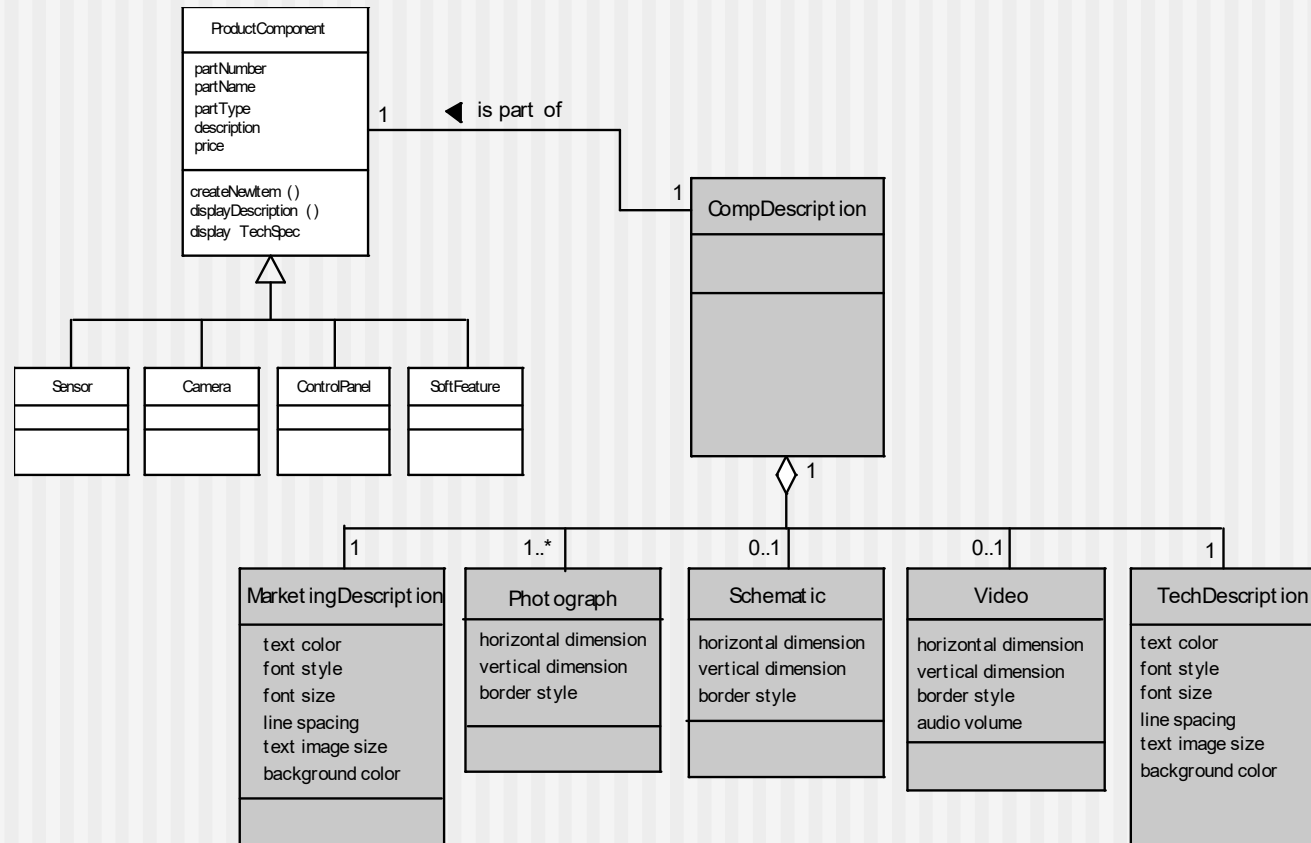 ProductComponent
partNumber
partName
partType
description
price
createNewItem ()
displayDescription ()
display TechSpec
1
◀ is part of
1
CompDescription
Sensor
Camera
ControlPanel
SoftFeature
1
1
1..*
0..1
0..1
1
MarketingDescription
text color
font style
font size
line spacing
text image size
background color
Photograph
horizontal dimension
vertical dimension
border style
Schematic
horizontal dimension
vertical dimension
border style
Video
horizontal dimension
vertical dimension
border style
audio volume
TechDescription
text color
font style
font size
line spacing
text image size
background color